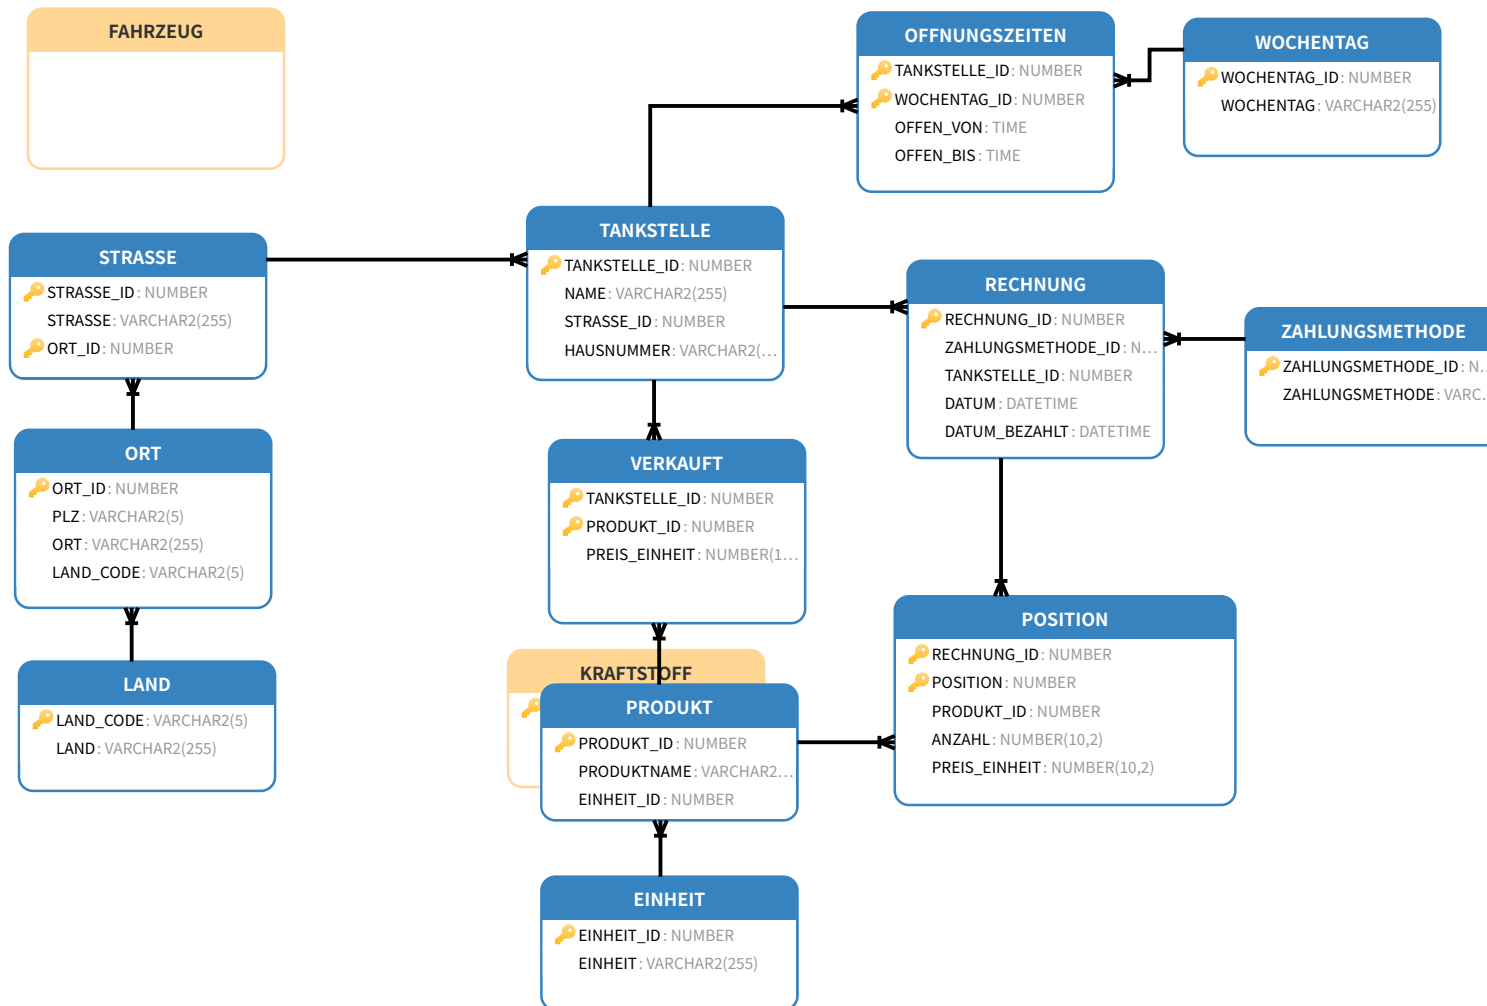 FAHRZEUG
OFFNUNGSZEITEN
TANKSTELLE_ID: NUMBER
WOCHENTAG_ID: NUMBER
OFFEN_VON: TIME
OFFEN_BIS: TIME
WOCHENTAG
WOCHENTAG_ID: NUMBER
WOCHENTAG: VARCHAR2(255)
STRASSE
STRASSE_ID: NUMBER
STRASSE: VARCHAR2(255)
ORT_ID: NUMBER
TANKSTELLE
TANKSTELLE_ID: NUMBER
NAME: VARCHAR2(255)
STRASSE_ID: NUMBER
HAUSNUMMER: VARCHAR2(...
RECHNUNG
RECHNUNG_ID: NUMBER
ZAHLUNGSMETHODE_ID: N...
TANKSTELLE_ID: NUMBER
DATUM: DATETIME
DATUM_BEZAHLT: DATETIME
ZAHLUNGSMETHODE
ZAHLUNGSMETHODE_ID: N..
ZAHLUNGSMETHODE: VARC..
ORT
ORT_ID: NUMBER
PLZ: VARCHAR2(5)
ORT: VARCHAR2(255)
LAND_CODE: VARCHAR2(5)
VERKAUFT
TANKSTELLE_ID: NUMBER
PRODUKT_ID: NUMBER
PREIS_EINHEIT: NUMBER(1...
LAND
LAND_CODE: VARCHAR2(5)
LAND: VARCHAR2(255)
KRAFTSTOFF
PRODUKT
PRODUKT_ID: NUMBER
PRODUKTNAME: VARCHAR2...
EINHEIT_ID: NUMBER
POSITION
RECHNUNG_ID: NUMBER
POSITION: NUMBER
PRODUKT_ID: NUMBER
ANZAHL: NUMBER(10,2)
PREIS_EINHEIT: NUMBER(10,2)
EINHEIT
EINHEIT_ID: NUMBER
EINHEIT: VARCHAR2(255)